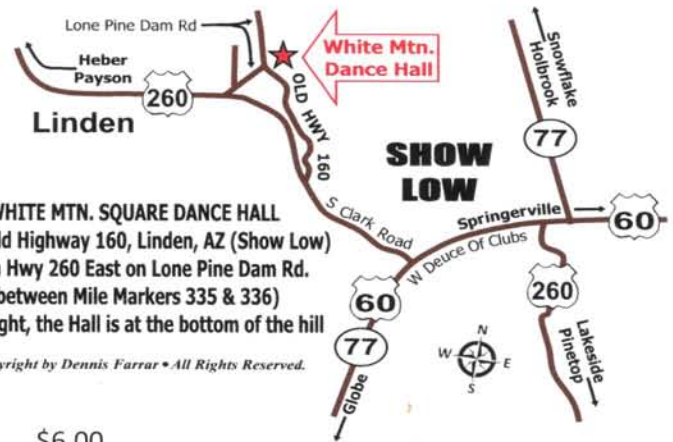 Lone Pine Dam Rd
Heber
Payson
260
Linden
White Mtn.
Dance Hall
OLD HWY 160
Snowflake
Holbrook
77
SHOW
LOW
S Clark Road
Springerville
60
W Deuce Of Clubs
60
260
77
Globe
Lakeside
Pinetop
N
W E
S
WHITE MTN. SQUARE DANCE HALL
ld Highway 160, Linden, AZ (Show Low)
Hwy 260 East on Lone Pine Dam Rd.
between Mile Markers 335 & 336)
ght, the Hall is at the bottom of the hill
yright by Dennis Farrar • All Rights Reserved.
$6.00